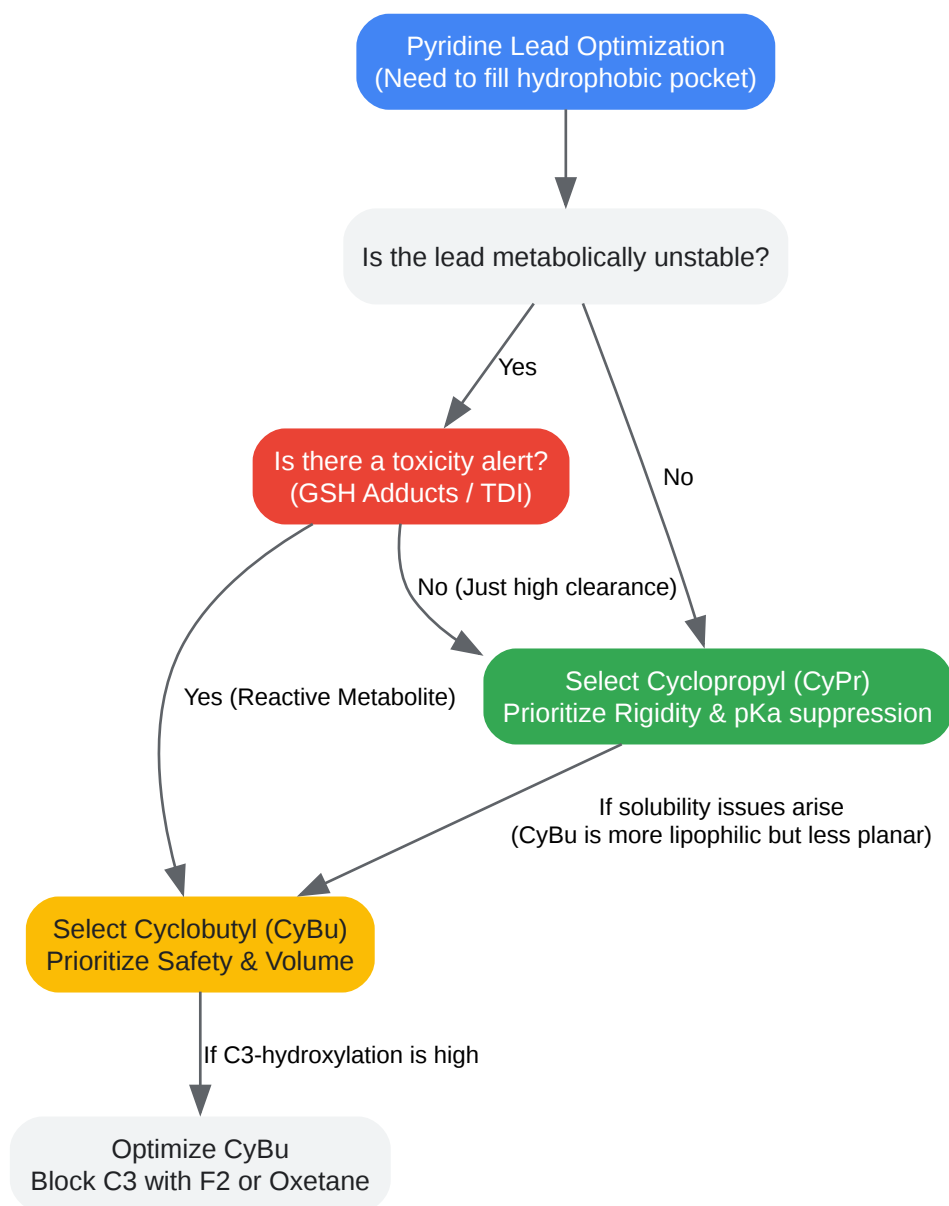 Pyridine Lead Optimization
(Need to fill hydrophobic pocket)
Is the lead metabolically unstable?
Yes
No
Is there a toxicity alert?
(GSH Adducts / TDI)
No (Just high clearance)
Yes (Reactive Metabolite)
Select Cyclopropyl (CyPr)
Prioritize Rigidity & pKa suppression
If solubility issues arise
(CyBu is more lipophilic but less planar)
Select Cyclobutyl (CyBu)
Prioritize Safety & Volume
If C3-hydroxylation is high
Optimize CyBu
Block C3 with F2 or Oxetane